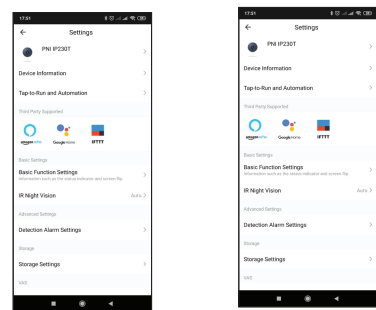 17:51
Settings
PNI IP230T
Device Information
Tap-to-Run and Automation
Third Party Supported
amazon alexa
Google Home
IFTTT
Basic Settings
Basic Function Settings
Information such as the status indicator and screen flip
IR Night Vision
Auto
Advanced Settings
Detection Alarm Settings
Storage
Storage Settings
VAS
17:51
Settings
PNI IP230T
Device Information
Tap-to-Run and Automation
Third Party Supported
amazon alexa
Google Home
IFTTT
Basic Settings
Basic Function Settings
Information such as the status indicator and screen flip
IR Night Vision
Auto
Advanced Settings
Detection Alarm Settings
Storage
Storage Settings
VAS